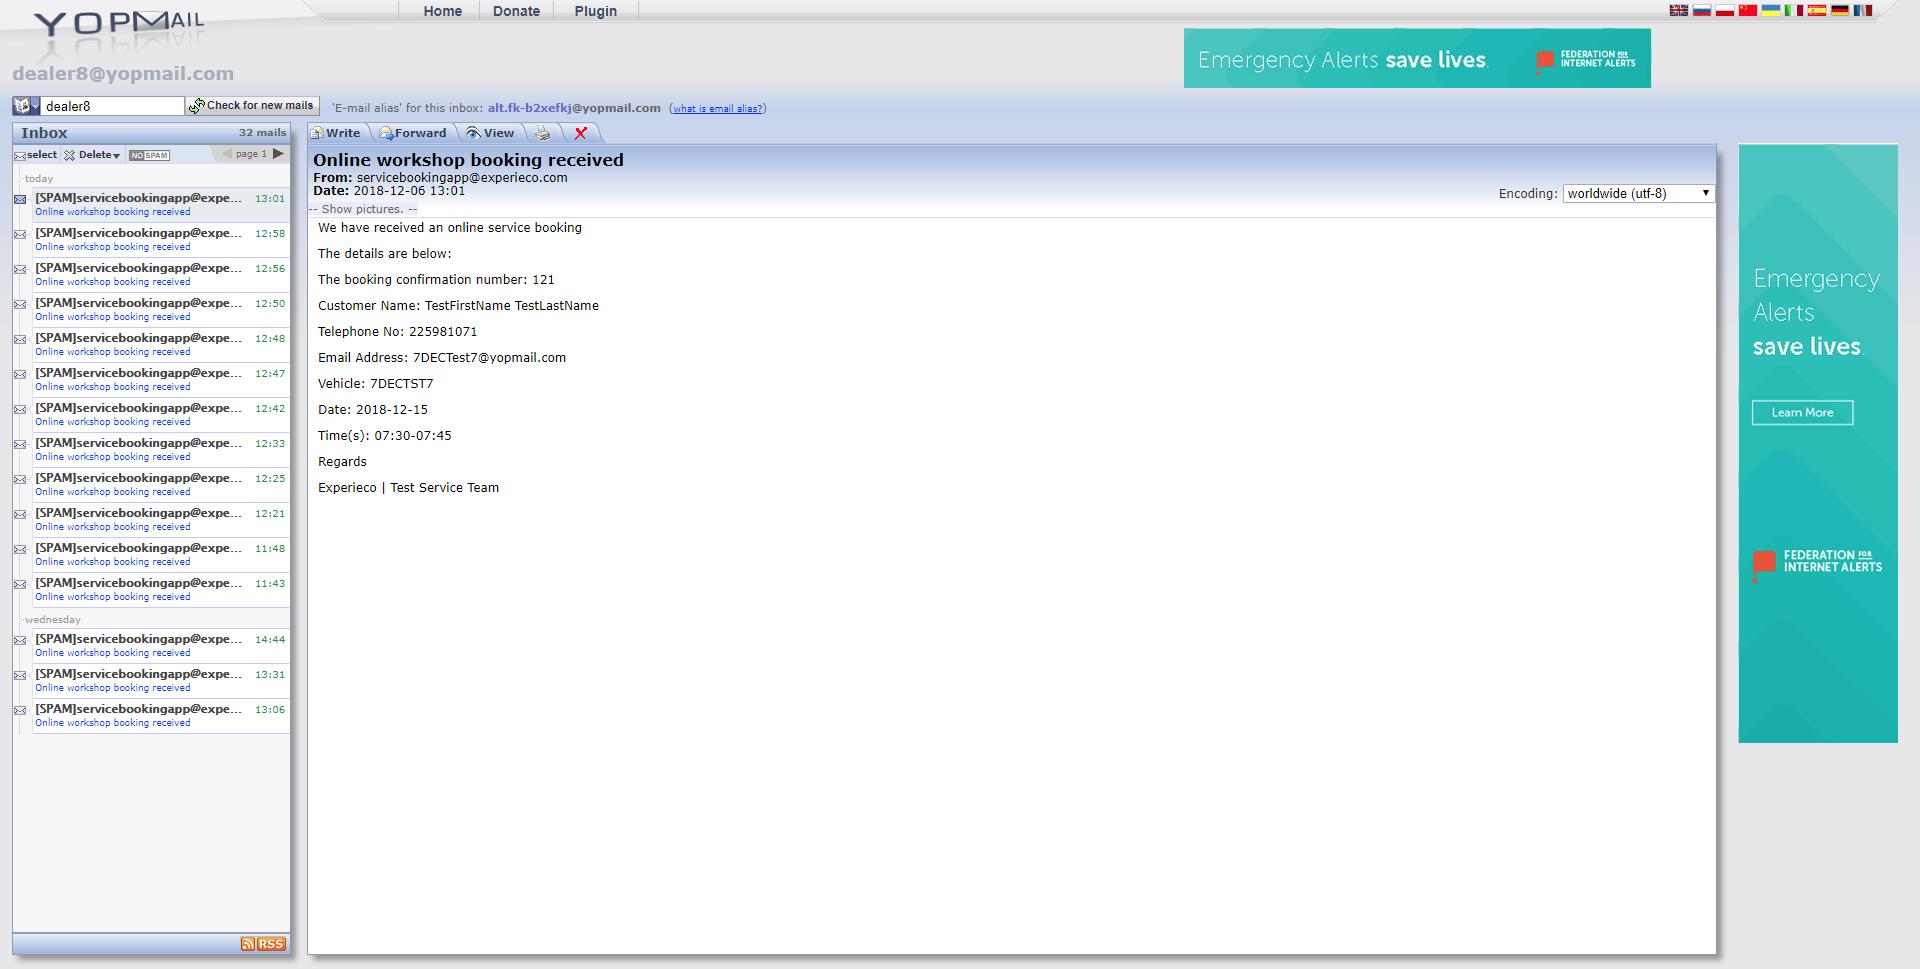 YOPMAIL
Home Donate Plugin
dealer8@yopmail.com
Emergency Alerts save lives.
FEDERATION FOR
INTERNET ALERTS
dealer8 Check for new mails
'E-mail alias' for this inbox: alt.fk-b2xefkj@yopmail.com (what is email alias?)
Inbox 32 mails
select Delete NO SPAM page 1
today
[SPAM]servicebookingapp@expe... 13:01
Online workshop booking received
[SPAM]servicebookingapp@expe... 12:58
Online workshop booking received
[SPAM]servicebookingapp@expe... 12:56
Online workshop booking received
[SPAM]servicebookingapp@expe... 12:50
Online workshop booking received
[SPAM]servicebookingapp@expe... 12:48
Online workshop booking received
[SPAM]servicebookingapp@expe... 12:47
Online workshop booking received
[SPAM]servicebookingapp@expe... 12:42
Online workshop booking received
[SPAM]servicebookingapp@expe... 12:33
Online workshop booking received
[SPAM]servicebookingapp@expe... 12:25
Online workshop booking received
[SPAM]servicebookingapp@expe... 12:21
Online workshop booking received
[SPAM]servicebookingapp@expe... 11:48
Online workshop booking received
[SPAM]servicebookingapp@expe... 11:43
Online workshop booking received
wednesday
[SPAM]servicebookingapp@expe... 14:44
Online workshop booking received
[SPAM]servicebookingapp@expe... 13:31
Online workshop booking received
[SPAM]servicebookingapp@expe... 13:06
Online workshop booking received
RSS
Write Forward View
Online workshop booking received
From: servicebookingapp@experieco.com
Date: 2018-12-06 13:01
Encoding: worldwide (utf-8)
-- Show pictures. --
We have received an online service booking
The details are below:
The booking confirmation number: 121
Customer Name: TestFirstName TestLastName
Telephone No: 225981071
Email Address: 7DECTest7@yopmail.com
Vehicle: 7DECTST7
Date: 2018-12-15
Time(s): 07:30-07:45
Regards
Experieco | Test Service Team
Emergency
Alerts
save lives.
Learn More
FEDERATION FOR
INTERNET ALERTS